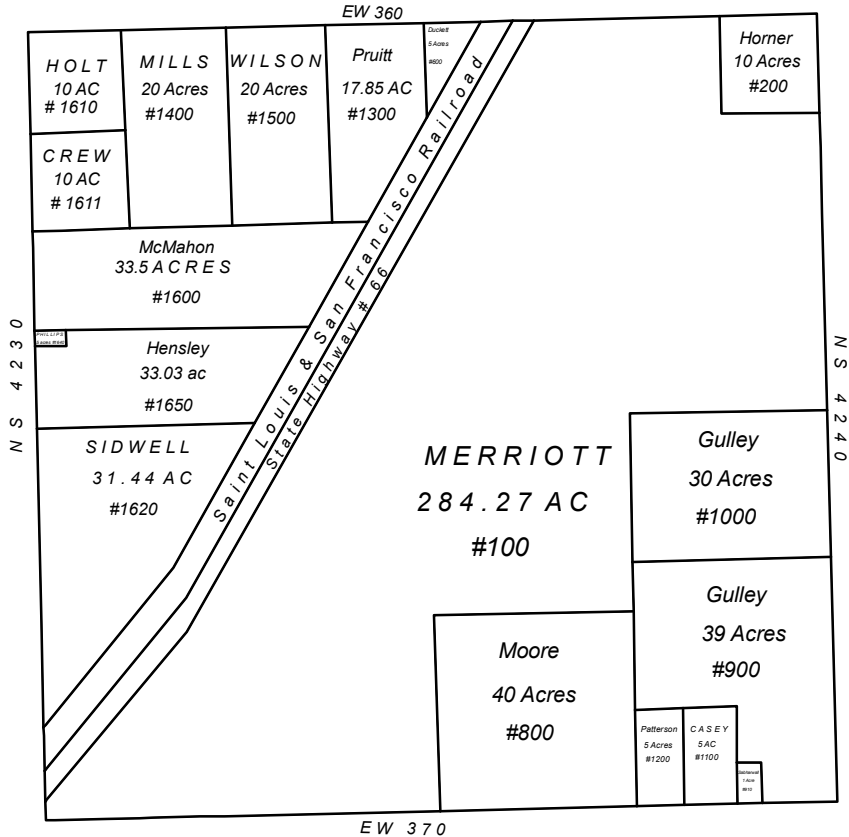 EW 360
HOLT
10 AC
# 1610
MILLS
20 Acres
#1400
WILSON
20 Acres
#1500
Pruitt
17.85 AC
#1300
Duckett
5 Acres
#600
Horner
10 Acres
#200
CREW
10 AC
# 1611
McMahon
33.5 ACRES
#1600
PHILLIPS
Hensley
33.03 ac
#1650
SIDWELL
31.44 AC
#1620
Saint Louis & San Francisco Railroad
State Highway # 66
NS 4230
NS 4240
MERRIOTT
284.27 AC
#100
Gulley
30 Acres
#1000
Gulley
39 Acres
#900
Moore
40 Acres
#800
Patterson
5 Acres
#1200
CASEY
5 AC
#1100
1 Acre
#910
EW 370